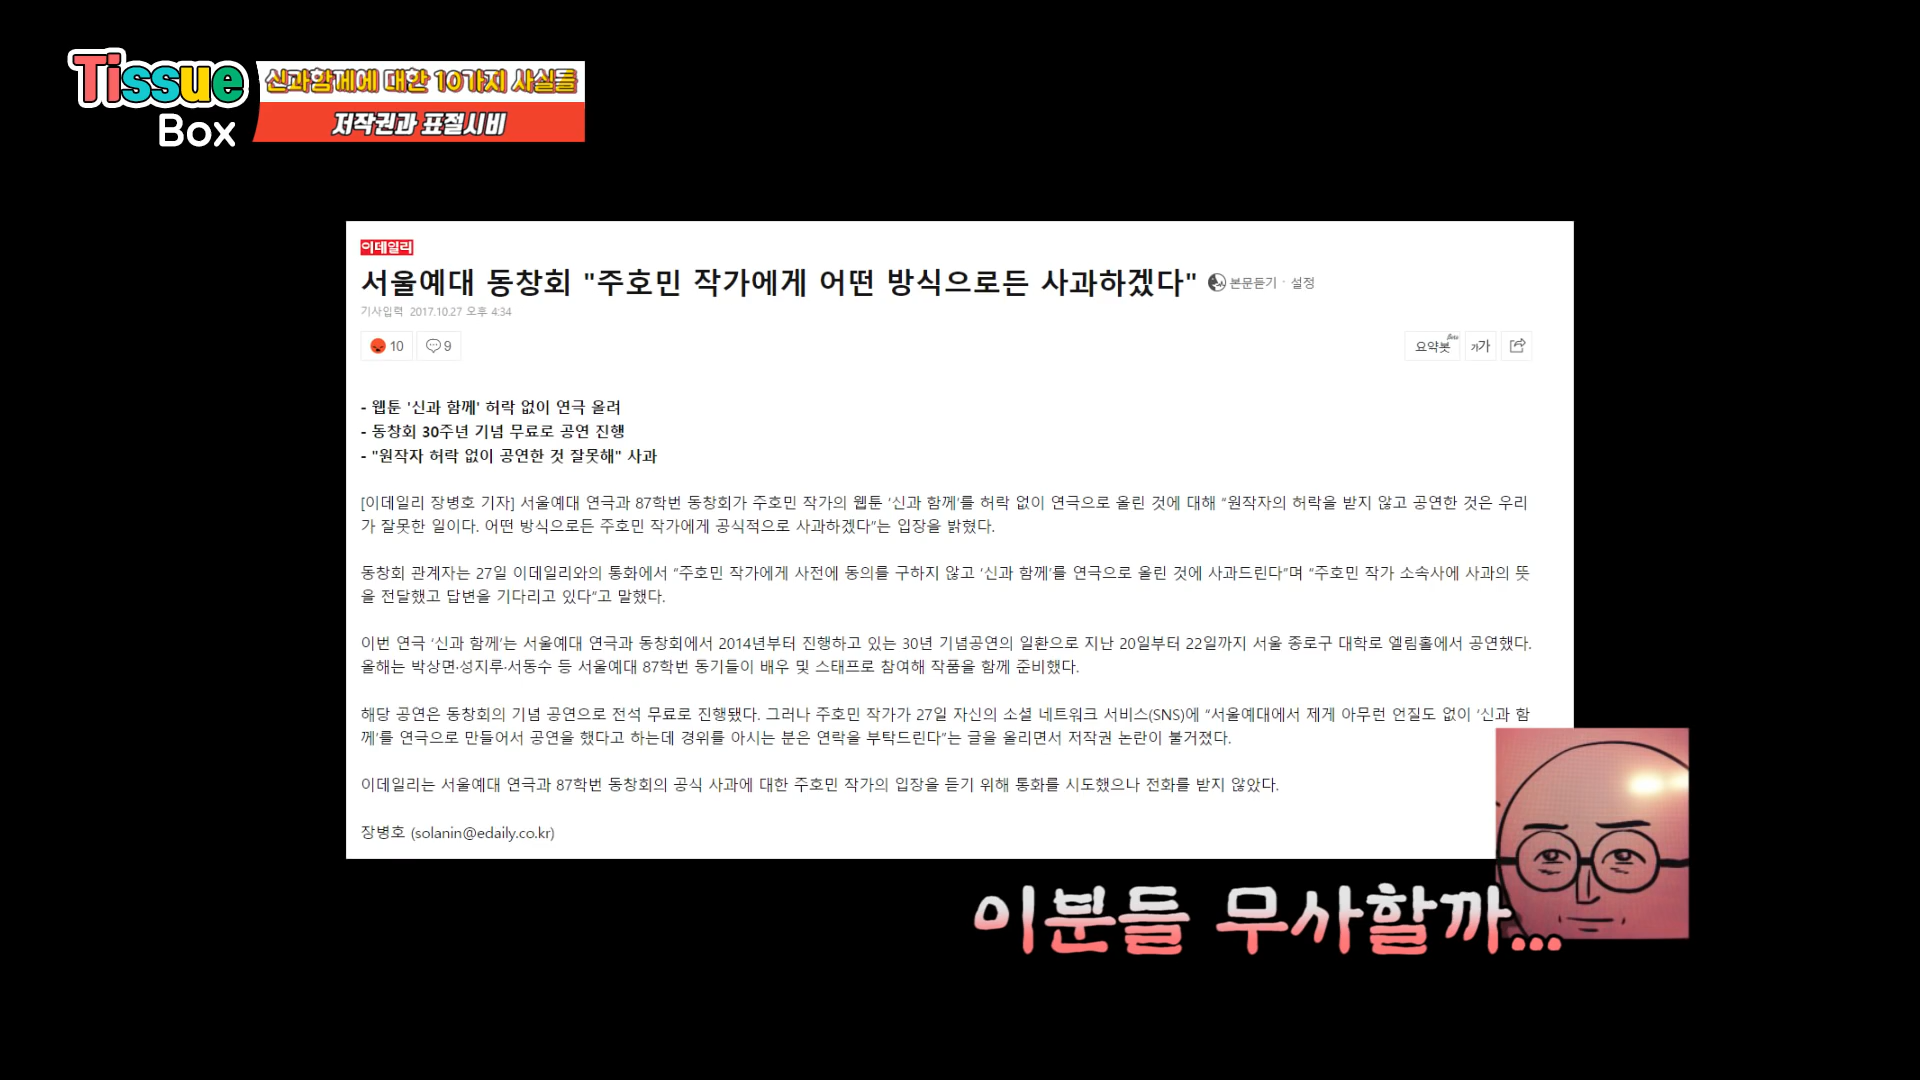 Tissue
Box
신과함께에 대한 10가지 사실들
저작권과 표절시비
이데일리
서울예대 동창회 "주호민 작가에게 어떤 방식으로든 사과하겠다" 본문듣기 · 설정
기사입력 2017.10.27 오후 4:34
10 9
요약봇 beta 가가
- 웹툰 '신과 함께' 허락 없이 연극 올려
- 동창회 30주년 기념 무료로 공연 진행
- "원작자 허락 없이 공연한 것 잘못해" 사과
[이데일리 장병호 기자] 서울예대 연극과 87학번 동창회가 주호민 작가의 웹툰 ‘신과 함께’를 허락 없이 연극으로 올린 것에 대해 “원작자의 허락을 받지 않고 공연한 것은 우리
가 잘못한 일이다. 어떤 방식으로든 주호민 작가에게 공식적으로 사과하겠다”는 입장을 밝혔다.
동창회 관계자는 27일 이데일리와의 통화에서 “주호민 작가에게 사전에 동의를 구하지 않고 ‘신과 함께’를 연극으로 올린 것에 사과드린다”며 “주호민 작가 소속사에 사과의 뜻
을 전달했고 답변을 기다리고 있다”고 말했다.
이번 연극 ‘신과 함께’는 서울예대 연극과 동창회에서 2014년부터 진행하고 있는 30년 기념공연의 일환으로 지난 20일부터 22일까지 서울 종로구 대학로 엘림홀에서 공연했다.
올해는 박상면·성지루·서동수 등 서울예대 87학번 동기들이 배우 및 스태프로 참여해 작품을 함께 준비했다.
해당 공연은 동창회의 기념 공연으로 전석 무료로 진행됐다. 그러나 주호민 작가가 27일 자신의 소셜 네트워크 서비스(SNS)에 “서울예대에서 제게 아무런 언질도 없이 ‘신과 함
께’를 연극으로 만들어서 공연을 했다고 하는데 경위를 아시는 분은 연락을 부탁드린다”는 글을 올리면서 저작권 논란이 불거졌다.
이데일리는 서울예대 연극과 87학번 동창회의 공식 사과에 대한 주호민 작가의 입장을 듣기 위해 통화를 시도했으나 전화를 받지 않았다.
장병호 (solanin@edaily.co.kr)
이분들 무사할까...